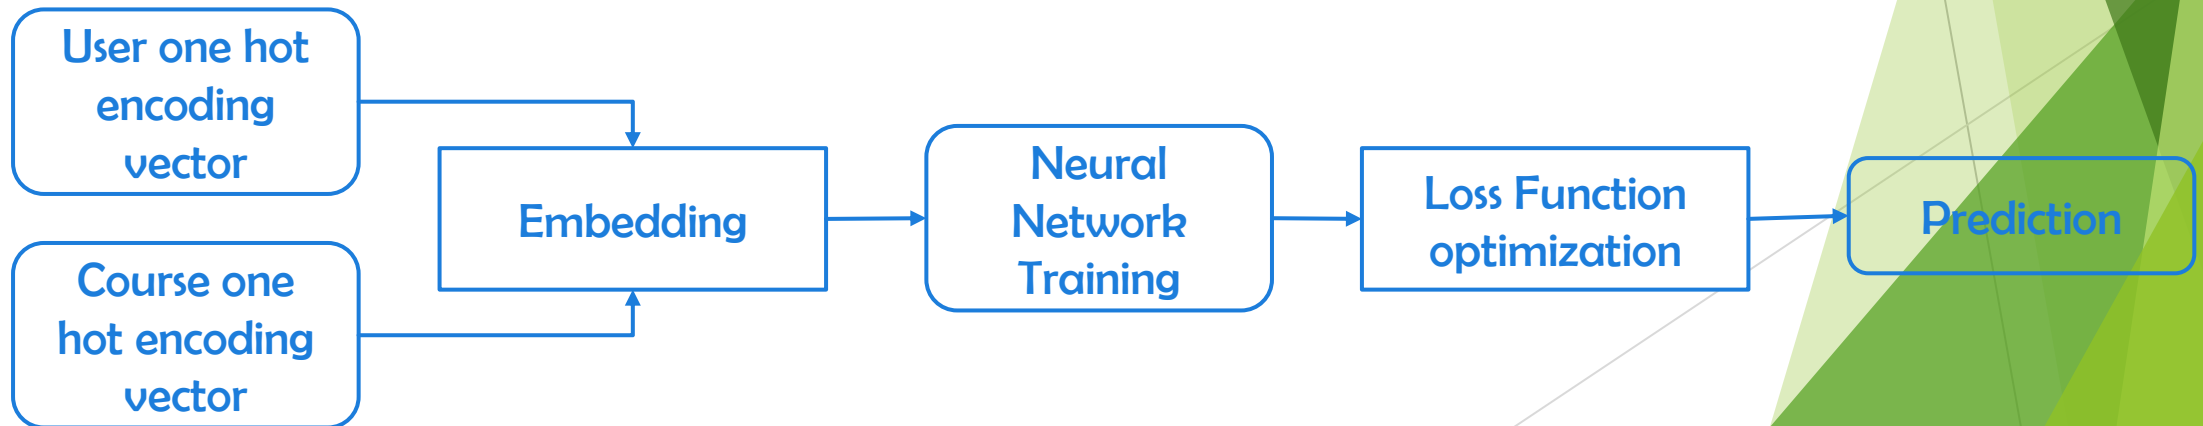 User one hot
encoding
vector
Course one
hot encoding
vector
Embedding
Neural
Network
Training
Loss Function
optimization
Prediction